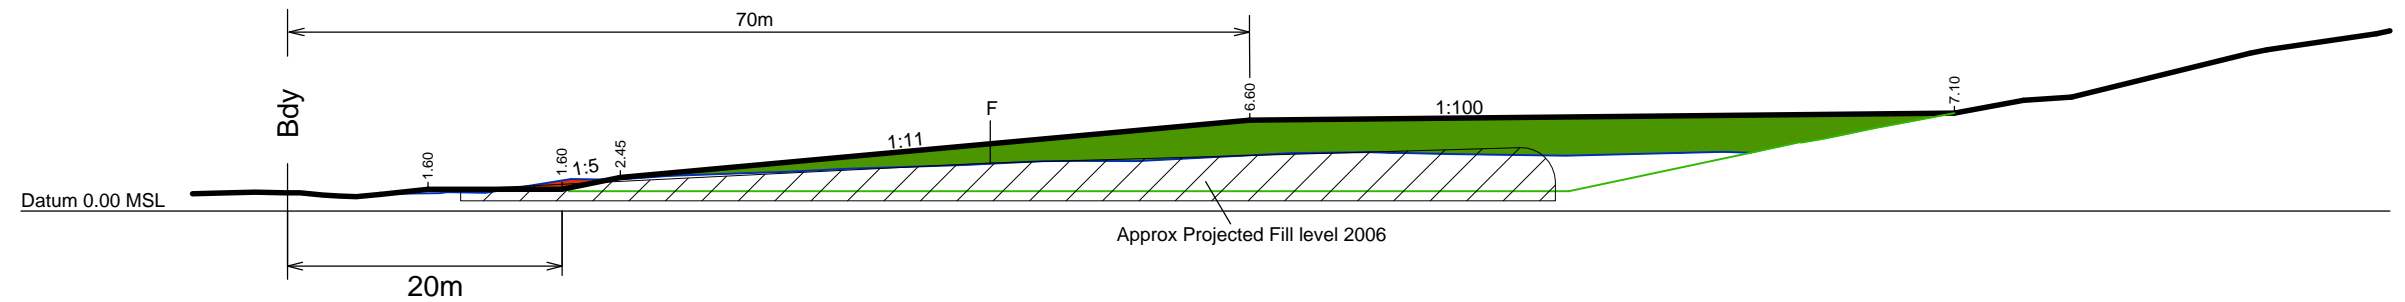 70m
Bdy
F
6.60
1:100
7.10
1:11
1.60
1.60
1:5
2.45
Datum 0.00 MSL
Approx Projected Fill level 2006
20m